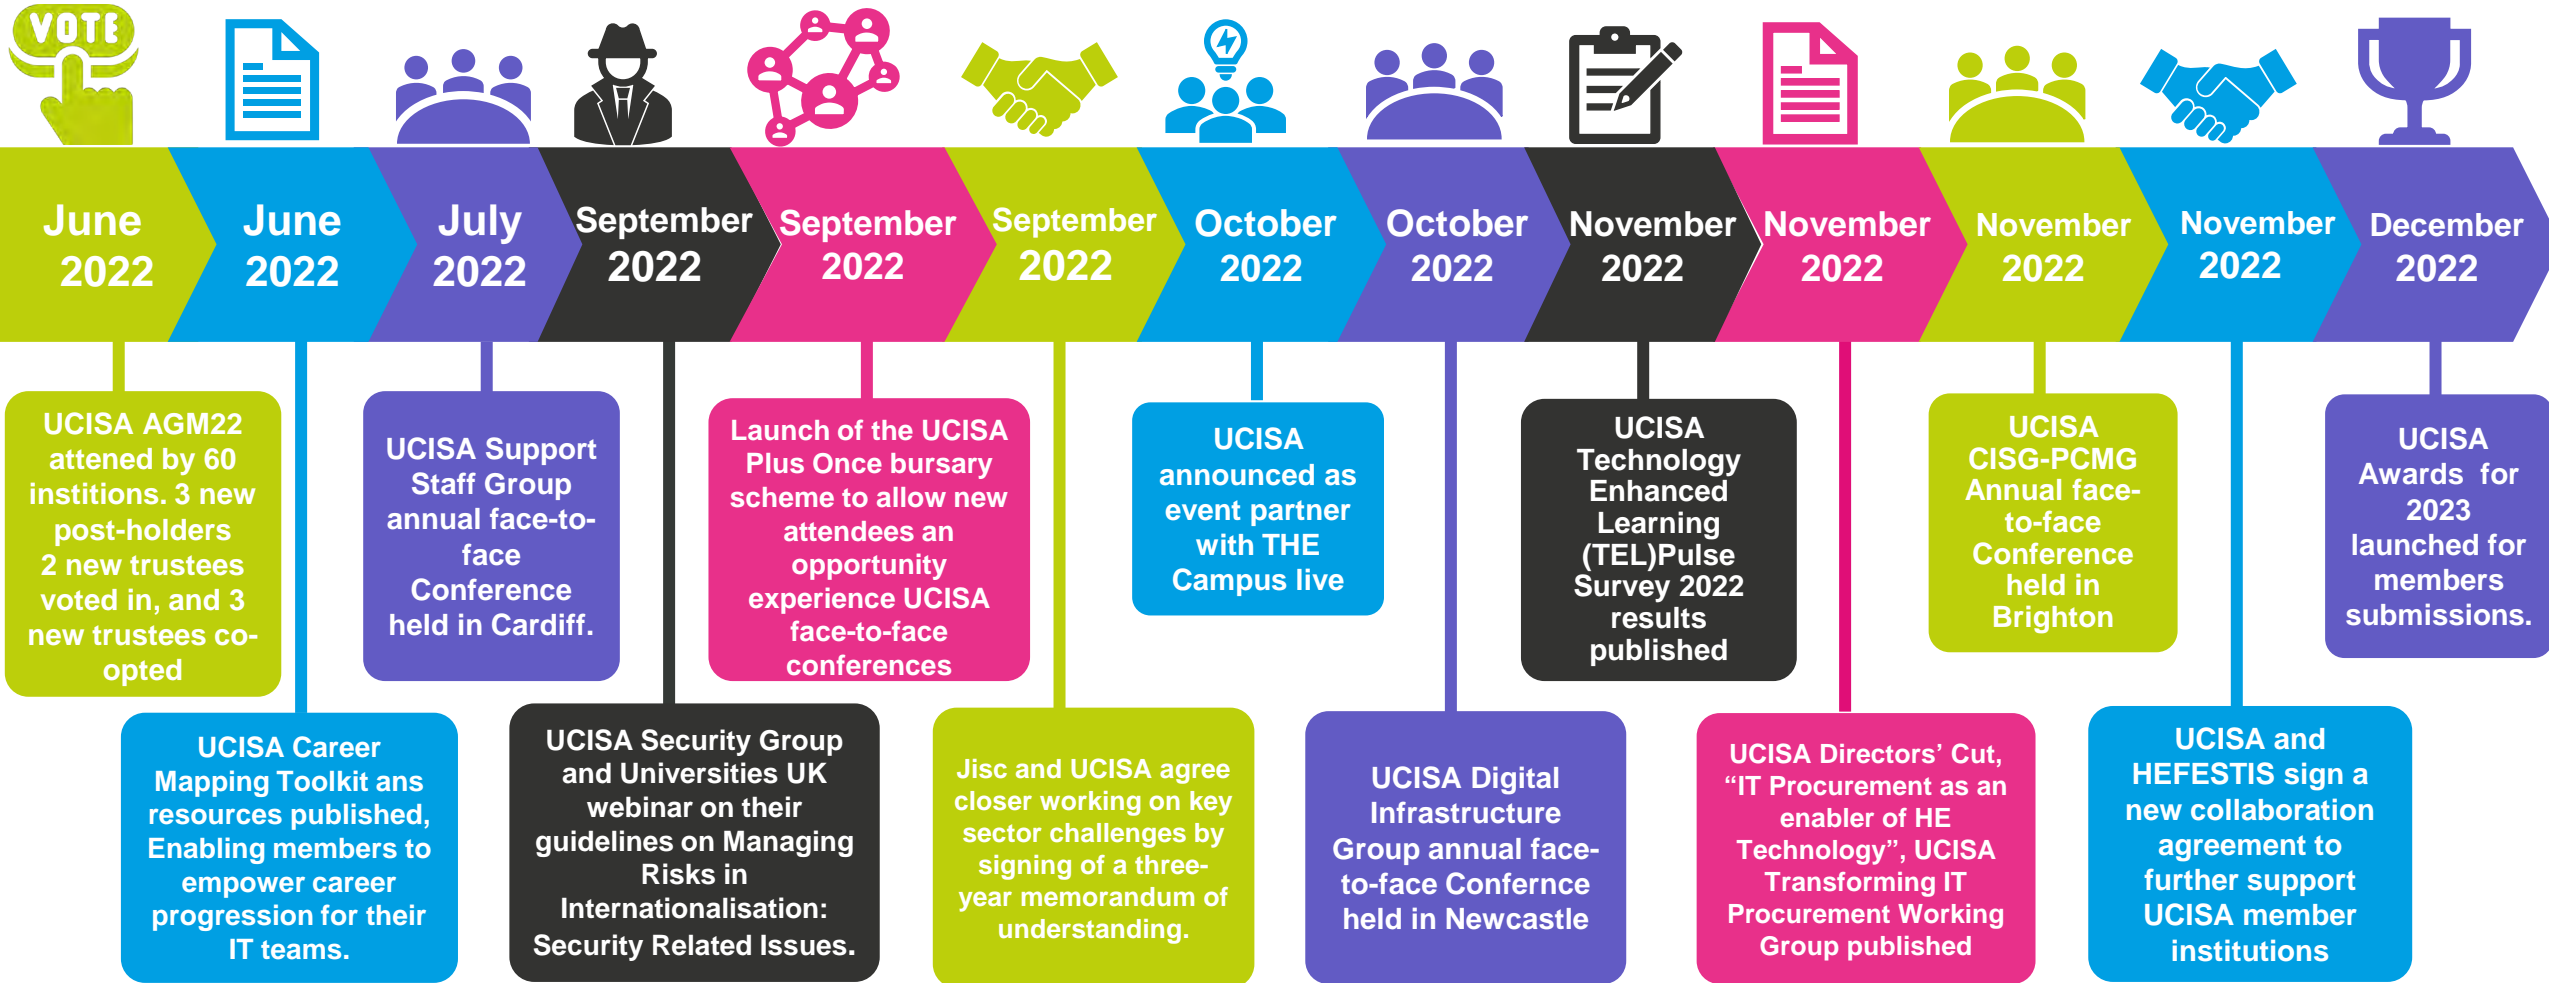 VOTE
June
2022
June
2022
July
2022
September
2022
September
2022
September
2022
October
2022
October
2022
November
2022
November
2022
November
2022
November
2022
December
2022
UCISA AGM22
attened by 60
institions. 3 new
post-holders
2 new trustees
voted in, and 3
new trustees co-
opted
UCISA Career
Mapping Toolkit ans
resources published,
Enabling members to
empower career
progression for their
IT teams.
UCISA Support
Staff Group
annual face-to-
face
Conference
held in Cardiff.
UCISA Security Group
and Universities UK
webinar on their
guidelines on Managing
Risks in
Internationalisation:
Security Related Issues.
Launch of the UCISA
Plus Once bursary
scheme to allow new
attendees an
opportunity
experience UCISA
face-to-face
conferences
Jisc and UCISA agree
closer working on key
sector challenges by
signing of a three-
year memorandum of
understanding.
UCISA
announced as
event partner
with THE
Campus live
UCISA Digital
Infrastructure
Group annual face-
to-face Confernce
held in Newcastle
UCISA
Technology
Enhanced
Learning
(TEL)Pulse
Survey 2022
results
published
UCISA Directors’ Cut,
“IT Procurement as an
enabler of HE
Technology”, UCISA
Transforming IT
Procurement Working
Group published
UCISA
CISG-PCMG
Annual face-
to-face
Conference
held in
Brighton
UCISA and
HEFESTIS sign a
new collaboration
agreement to
further support
UCISA member
institutions
UCISA
Awards for
2023
launched for
members
submissions.